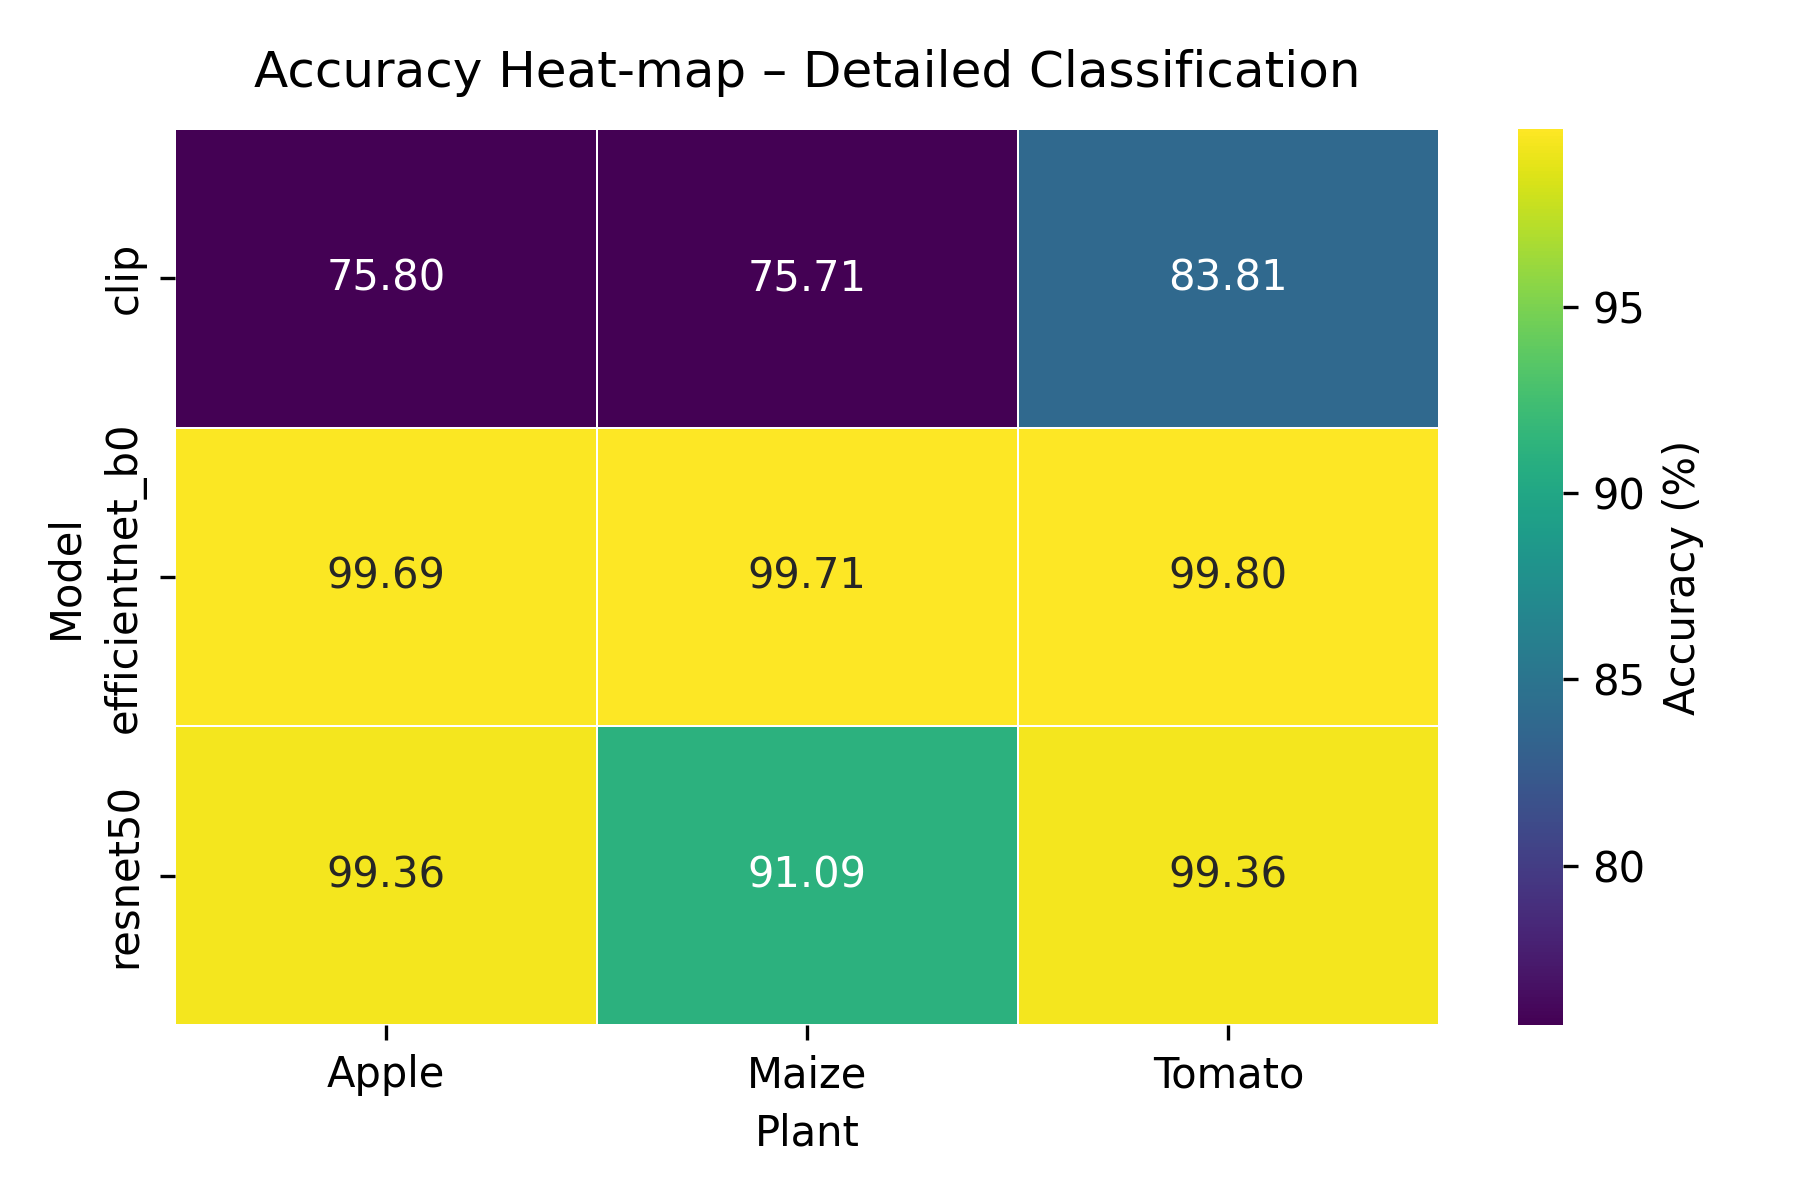 Accuracy Heat-map – Detailed Classification
Model
clip
75.80
75.71
83.81
efficientnet_b0
99.69
99.71
99.80
resnet50
99.36
91.09
99.36
Apple
Maize
Tomato
Plant
95
90
85
80
Accuracy (%)